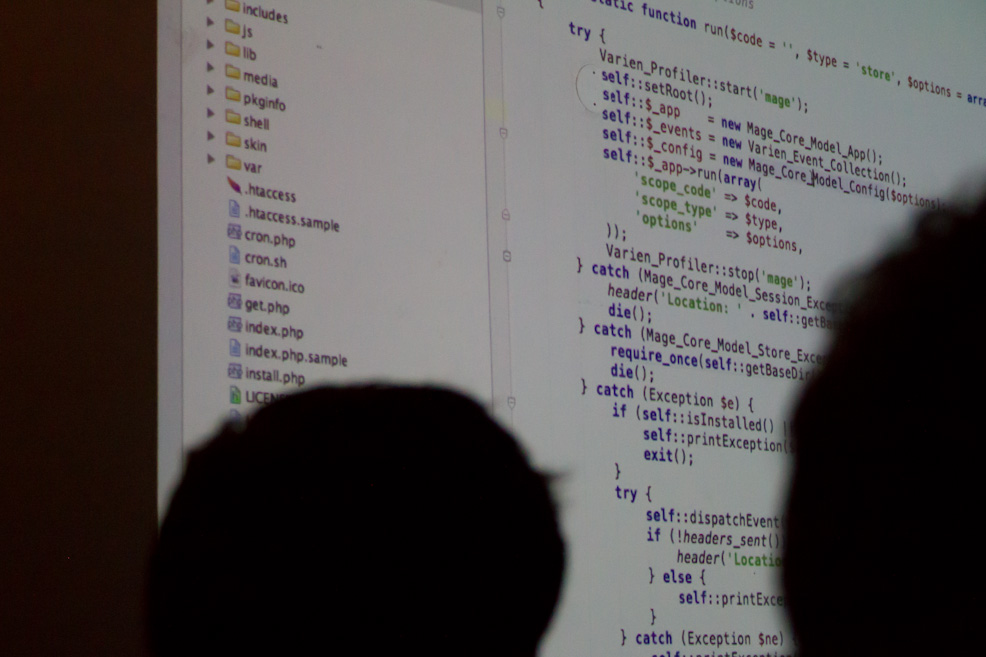 includes
js
lib
media
pkginfo
shell
skin
var
.htaccess
.htaccess.sample
cron.php
cron.sh
favicon.ico
get.php
index.php
index.php.sample
install.php
{
static function run($code = '', $type = 'store', $options =
try {
Varien_Profiler::start('mage');
self::setRoot();
self::$_app = new Mage_Core_Model_App();
self::$_events = new Varien_Event_Collection();
self::$_config = new Mage_Core_Model_Config($options);
self::$_app->run(array(
'scope_code' => $code,
'scope_type' => $type,
'options' => $options,
));
Varien_Profiler::stop('mage');
} catch (Mage_Core_Model_Session_Exce
header('Location: ' . self::getBa
die();
} catch (Mage_Core_Model_Store_Exce
require_once(self::getBaseDir
die();
} catch (Exception $e) {
if (self::isInstalled() |
self::printException($
exit();
}
try {
self::dispatchEvent
if (!headers_sent()
header('Locatio
} else {
self::printExce
}
} catch (Exception $ne)